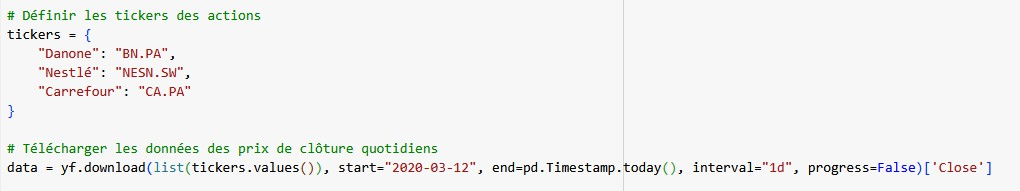 # Définir les tickers des actions
tickers = {
    "Danone": "BN.PA",
    "Nestlé": "NESN.SW",
    "Carrefour": "CA.PA"
}
# Télécharger les données des prix de clôture quotidiens
data = yf.download(list(tickers.values()), start="2020-03-12", end=pd.Timestamp.today(), interval="1d", progress=False)['Close']